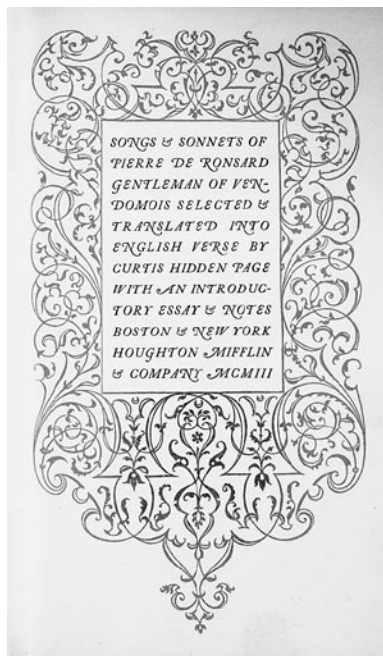 SONGS & SONNETS OF
PIERRE DE RONSARD
GENTLEMAN OF VEN-
DOMOIS SELECTED &
TRANSLATED INTO
ENGLISH VERSE BY
CURTIS HIDDEN PAGE
WITH AN INTRODUC-
TORY ESSAY & NOTES
BOSTON & NEW YORK
HOUGHTON MIFFLIN
& COMPANY MCMIII